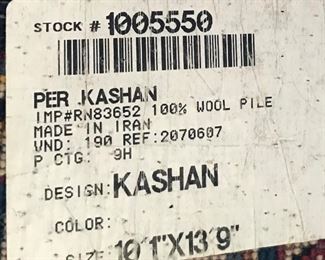 STOCK # 1005550
PER KASHAN
IMP#RN83652 100% WOOL PILE
MADE IN IRAN
VND: 190 REF:2070607
P CTG: 9H
DESIGN: KASHAN
COLOR:
SIZE 10'1"X13'9"